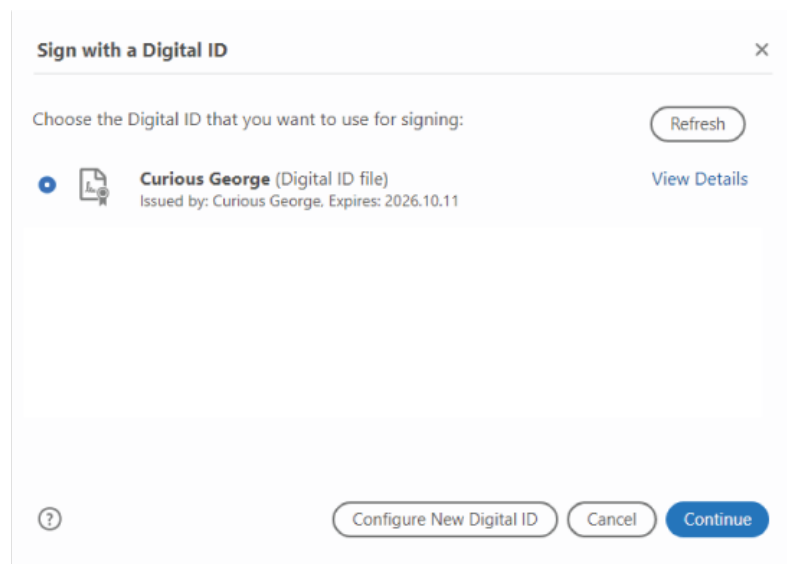 Sign with a Digital ID
Choose the Digital ID that you want to use for signing:
Refresh
Curious George (Digital ID file)
View Details
Issued by: Curious George, Expires: 2026.10.11
?
Configure New Digital ID
Cancel
Continue